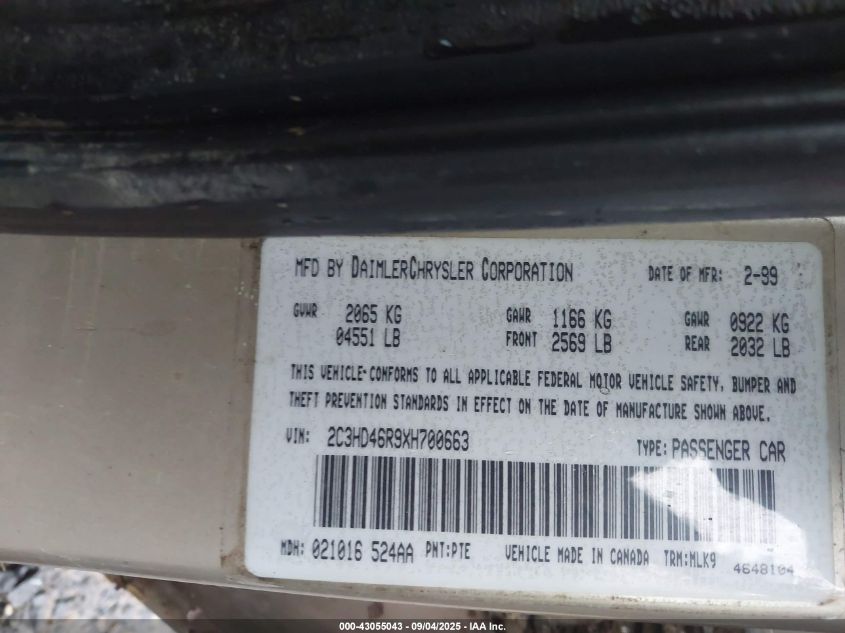 MFD BY DAIMLERCHRYSLER CORPORATION DATE OF MFR: 2-99
GVWR 2065 KG GAWR 1166 KG GAWR 0922 KG
04551 LB FRONT 2569 LB REAR 2032 LB
THIS VEHICLE CONFORMS TO ALL APPLICABLE FEDERAL MOTOR VEHICLE SAFETY, BUMPER AND
THEFT PREVENTION STANDARDS IN EFFECT ON THE DATE OF MANUFACTURE SHOWN ABOVE.
VIN: 2C3HD46R9XH700663 TYPE: PASSENGER CAR
MDH: 021016 524AA PNT:PTE VEHICLE MADE IN CANADA TRM:MLK9
4648104
000-43055043 - 09/04/2025 - IAA Inc.